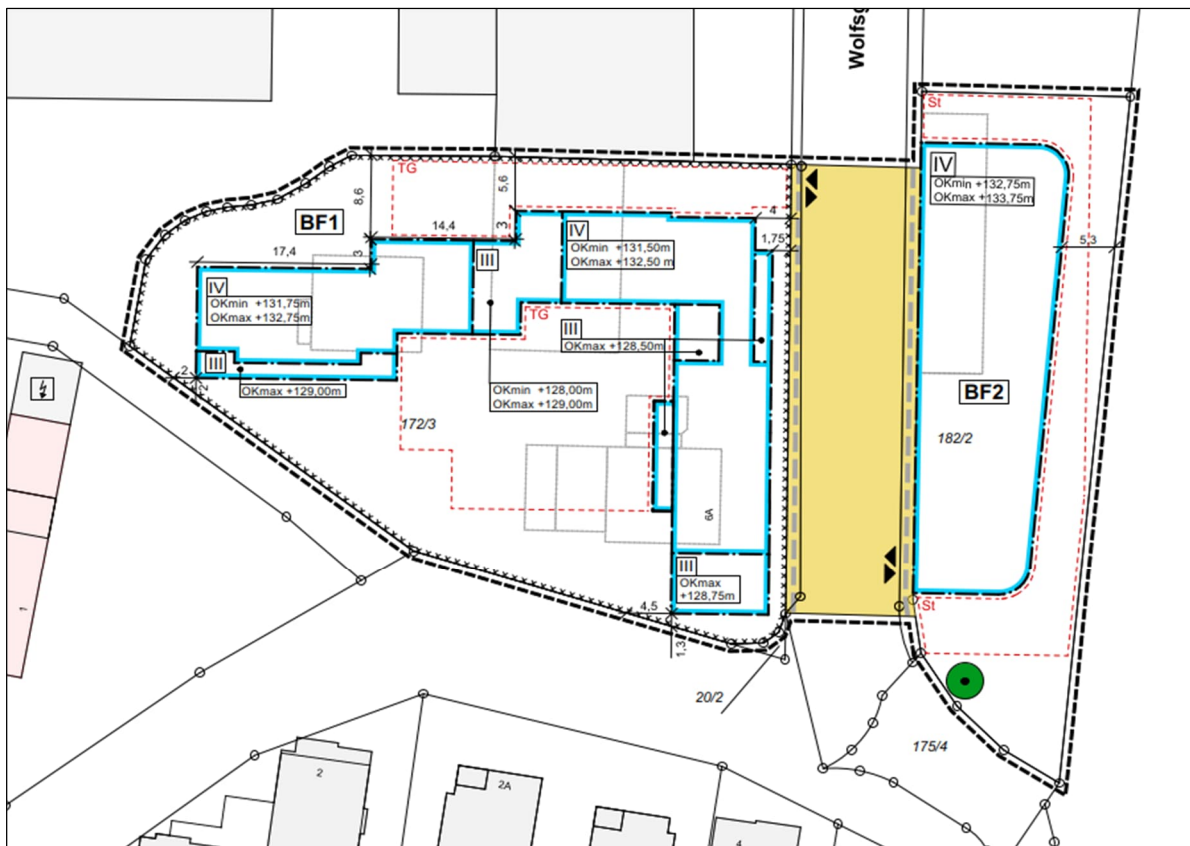 Wolfsg
St
TG
IV
OKmin +132,75m
OKmax +133,75m
8,6
5,6
BF1
14,4
3
4
17,4
3
III
IV
OKmin +131,50m
OKmax +132,50 m
1,75
5,3
IV
OKmin +131,75m
OKmax +132,75m
TG
III
OKmax +128,50m
III
OKmax +129,00m
2
2
OKmin +128,00m
OKmax +129,00m
BF2
172/3
182/2
6A
III
OKmax
+128,75m
4,5
1,3
St
1
20/2
175/4
2
2A
4